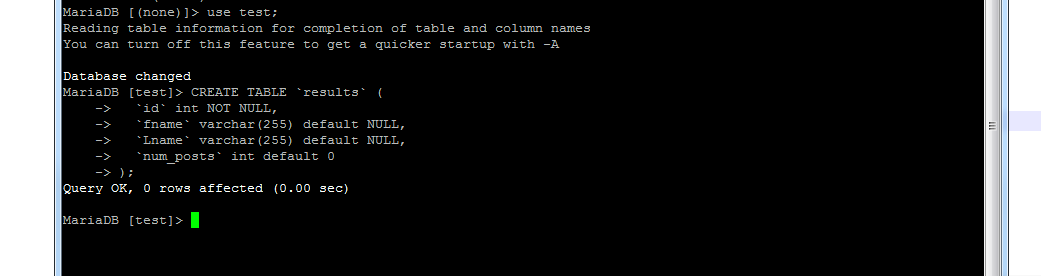 MariaDB [(none)]> use test;
Reading table information for completion of table and column names
You can turn off this feature to get a quicker startup with -A
Database changed
MariaDB [test]> CREATE TABLE `results` (
    ->   `id` int NOT NULL,
    ->   `fname` varchar(255) default NULL,
    ->   `Lname` varchar(255) default NULL,
    ->   `num_posts` int default 0
    -> );
Query OK, 0 rows affected (0.00 sec)
MariaDB [test]>